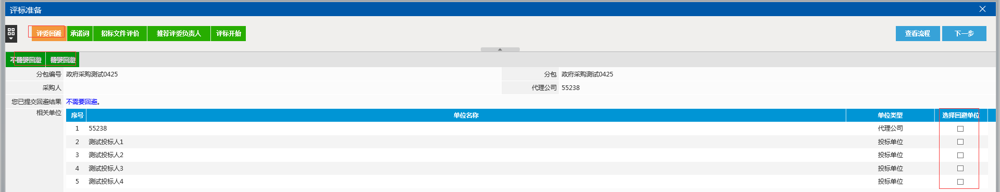 评标准备
评委回避 承诺词 招标文件评价 推荐评委负责人 评标开始 查看流程 下一步
不需要回避 需要回避
分包编号 政府采购测试0425 分包 政府采购测试0425
采购人 代理公司 55238
您已提交回避结果 不需要回避。
相关单位 序号 单位名称 单位类型 选择回避单位
1 55238 代理公司
2 测试投标人1 投标单位
3 测试投标人2 投标单位
4 测试投标人3 投标单位
5 测试投标人4 投标单位